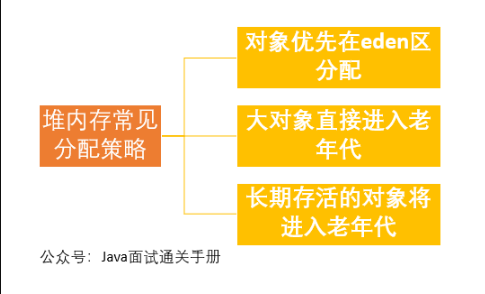 堆内存常见
分配策略
对象优先在eden区
分配
大对象直接进入老
年代
长期存活的对象将
进入老年代
公众号：Java面试通关手册